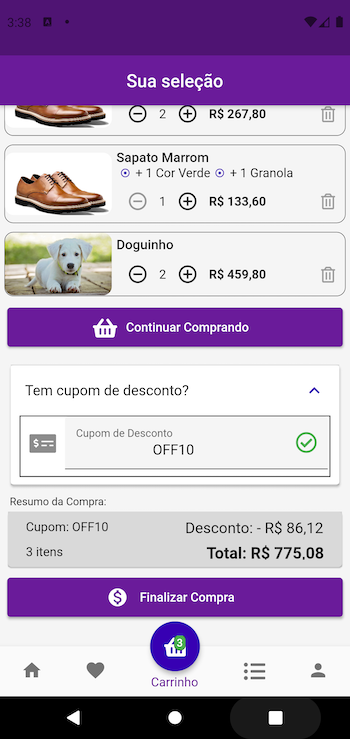 3:38
Sua seleção
2 R$ 267,80
Sapato Marrom
+ 1 Cor Verde + 1 Granola
1 R$ 133,60
Doguinho
2 R$ 459,80
Continuar Comprando
Tem cupom de desconto?
Cupom de Desconto
OFF10
Resumo da Compra:
Cupom: OFF10 Desconto: - R$ 86,12
3 itens Total: R$ 775,08
Finalizar Compra
3
Carrinho